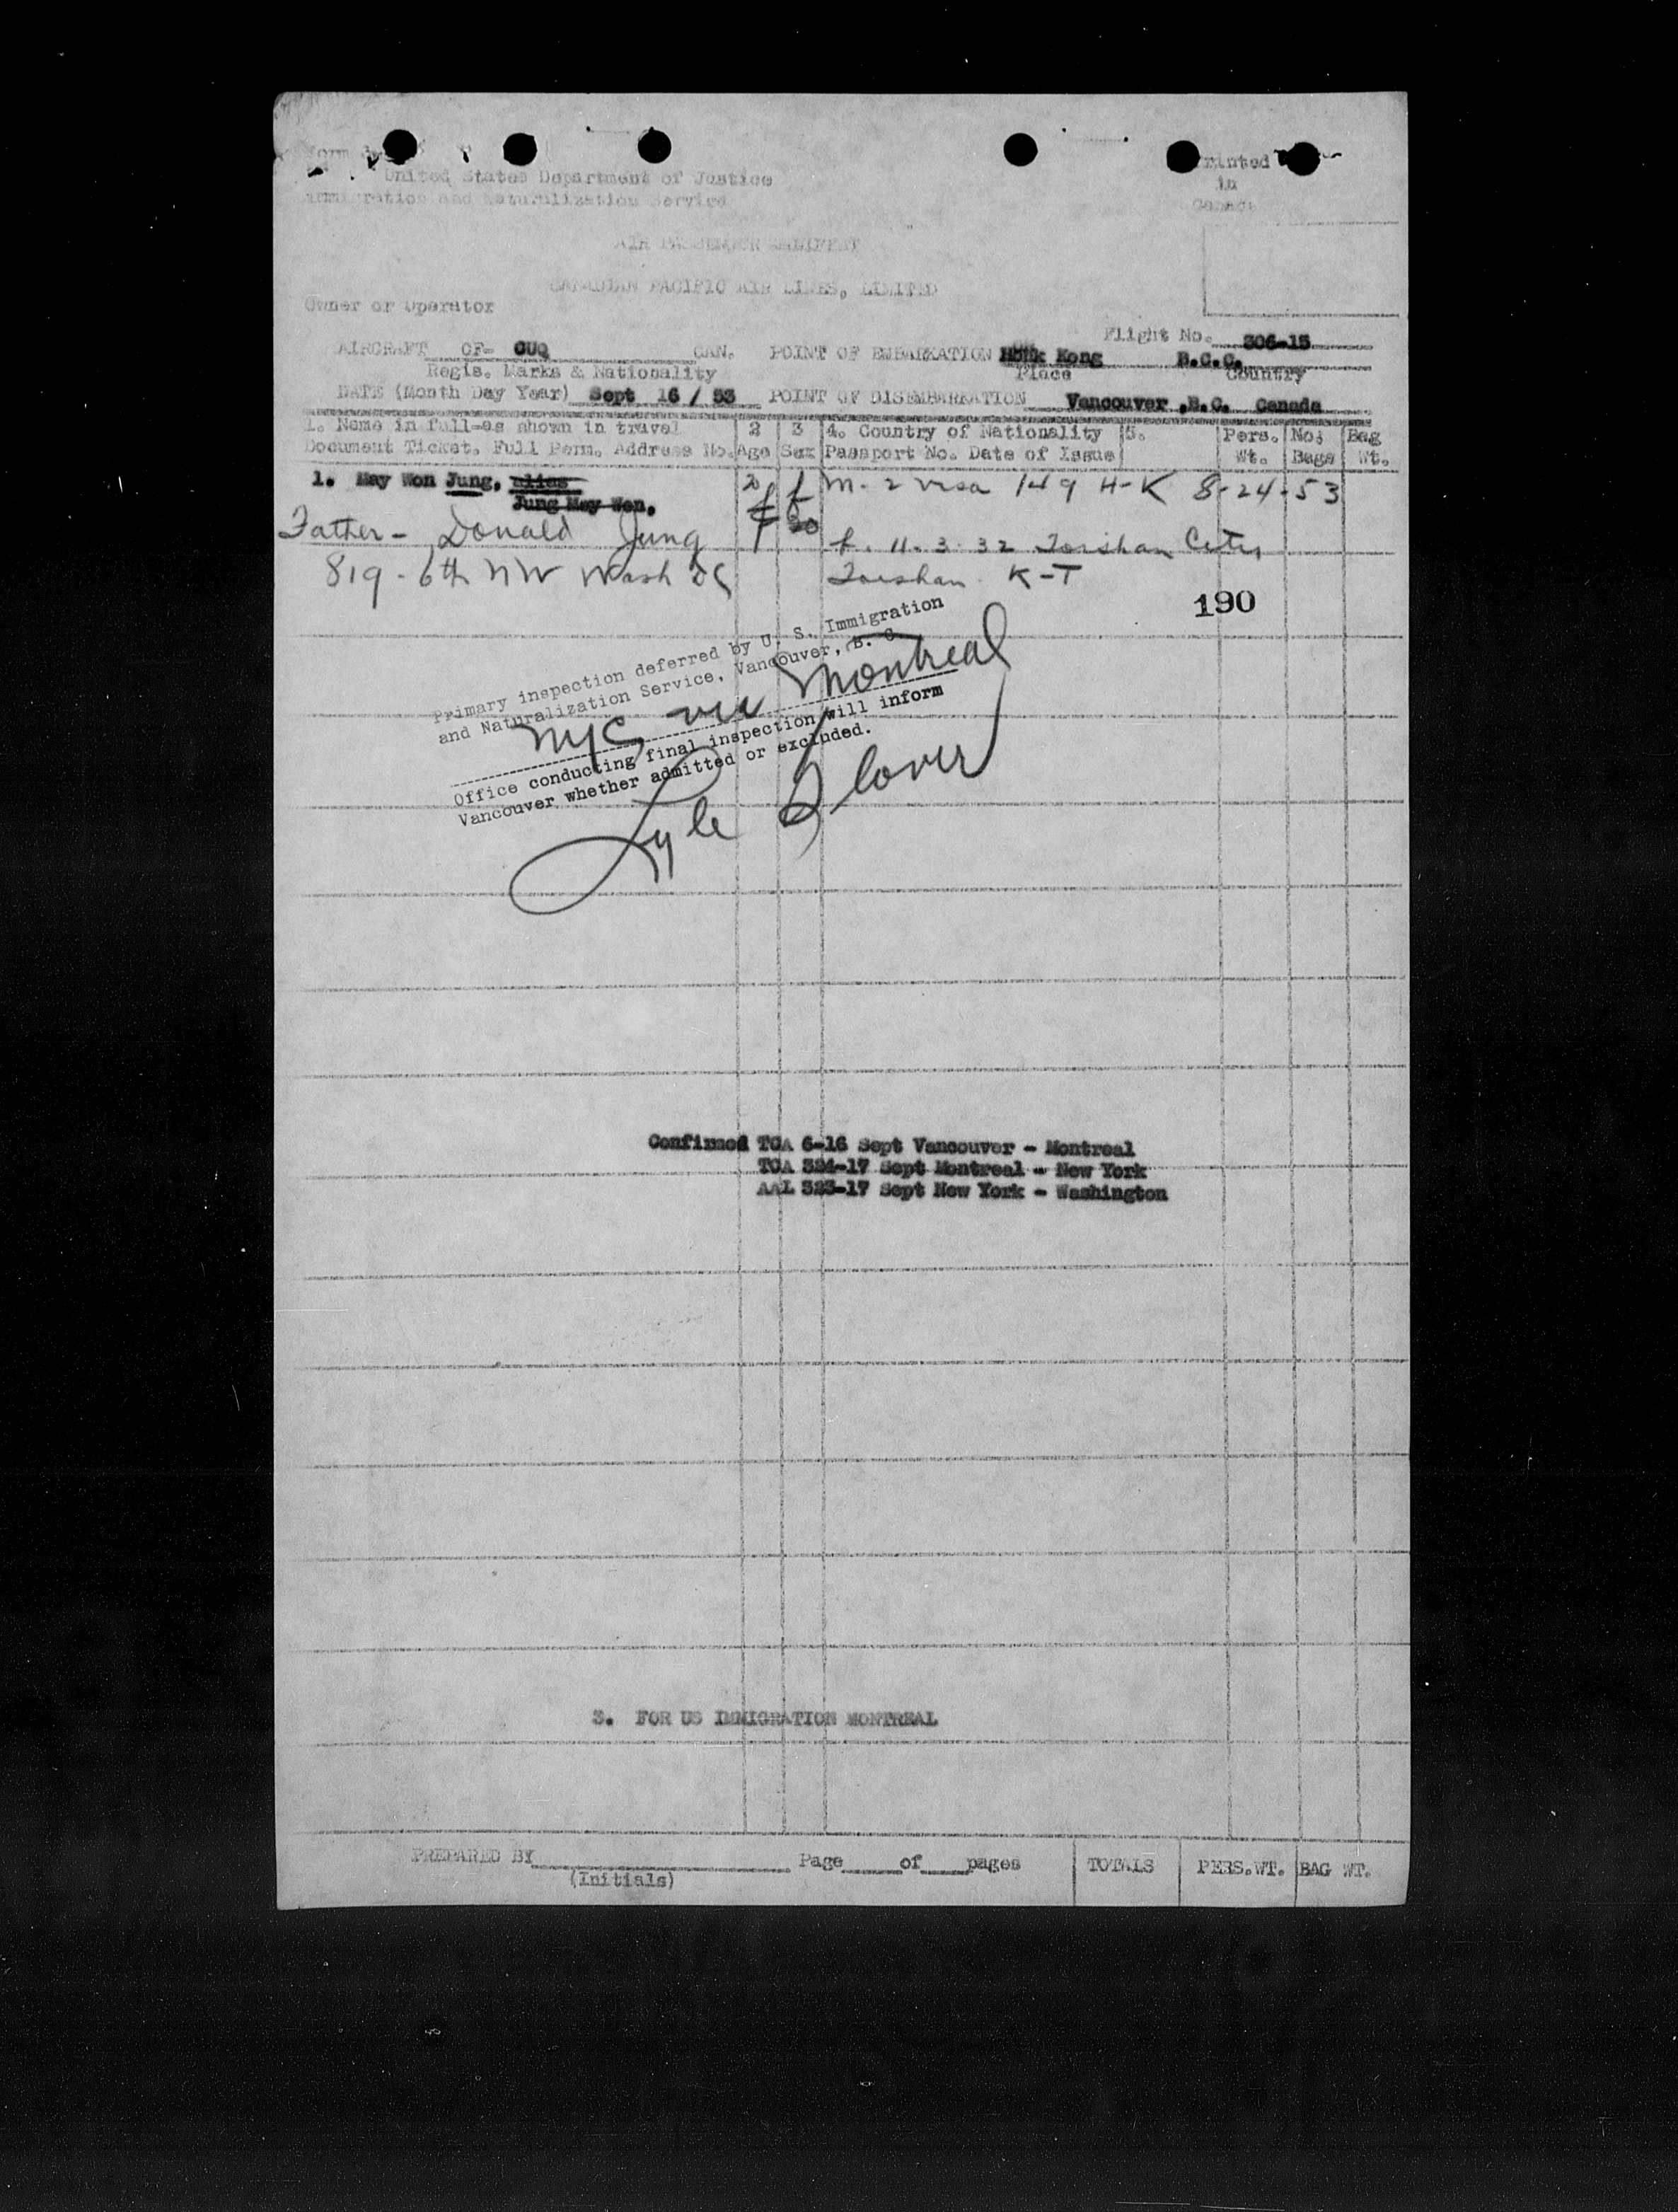 Form
Printed
United States Department of Justice
in
Immigration and Naturalization Service
Canada
AIR PASSENGER MANIFEST
CANADIAN PACIFIC AIR LINES, LIMITED
Owner or Operator
Flight No. 306-15
AIRCRAFT CF- CUQ CAN. POINT OF EMBARKATION Hong Kong B.C.C.
Regis. Marks & Nationality Place Country
DATE (Month Day Year) Sept 16 / 53 POINT OF DISEMBARKATION Vancouver ,B.C. Canada
1. Name in full-as shown in travel 2 3 4. Country of Nationality 5. Pers. No. Bag
Document Ticket. Full Perm. Address No. Age Sex Passport No. Date of Issue Wt. Bags Wt.
1. May Won Jung, alias 20 f M-2 visa 149 H-K 8-24-53
Jung May Won.
Father - Donald Jung F 20 f. 11.3.32 Toishan City
819 - 6th NW Wash DC Toishan K-T
190
Primary inspection deferred by U. S. Immigration
and Naturalization Service, Vancouver, B. C.
NYC via Montreal
Office conducting final inspection will inform
Vancouver whether admitted or excluded.
Lyle Glover
Confirmed TCA 6-16 Sept Vancouver - Montreal
TCA 324-17 Sept Montreal - New York
AAL 323-17 Sept New York - Washington
3. FOR US IMMIGRATION MONTREAL
PREPARED BY Page of pages TOTALS PERS.WT. BAG WT.
(Initials)